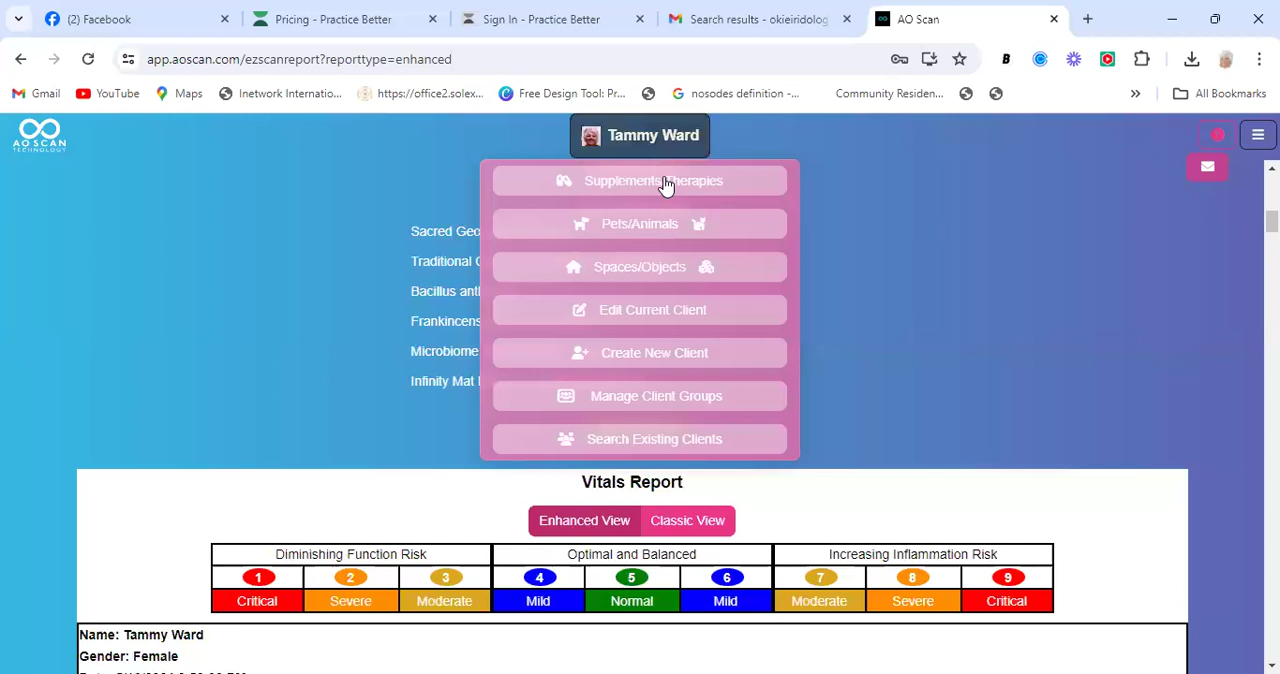 (2) Facebook
Pricing - Practice Better
Sign In - Practice Better
Search results - okieiridolog
AO Scan
app.aoscan.com/ezscanreport?reporttype=enhanced
Gmail
YouTube
Maps
Inetwork Internatio...
https://office2.solex...
Free Design Tool: Pr...
nosodes definition -...
Community Residen...
All Bookmarks
AO SCAN
TECHNOLOGY
Tammy Ward
Supplements/Therapies
Pets/Animals
Spaces/Objects
Edit Current Client
Create New Client
Manage Client Groups
Search Existing Clients
Sacred Geo
Traditional
Bacillus anth
Frankincens
Microbiome
Infinity Mat
Vitals Report
Enhanced View Classic View
Diminishing Function Risk Optimal and Balanced Increasing Inflammation Risk
1 2 3 4 5 6 7 8 9
Critical Severe Moderate Mild Normal Mild Moderate Severe Critical
Name: Tammy Ward
Gender: Female